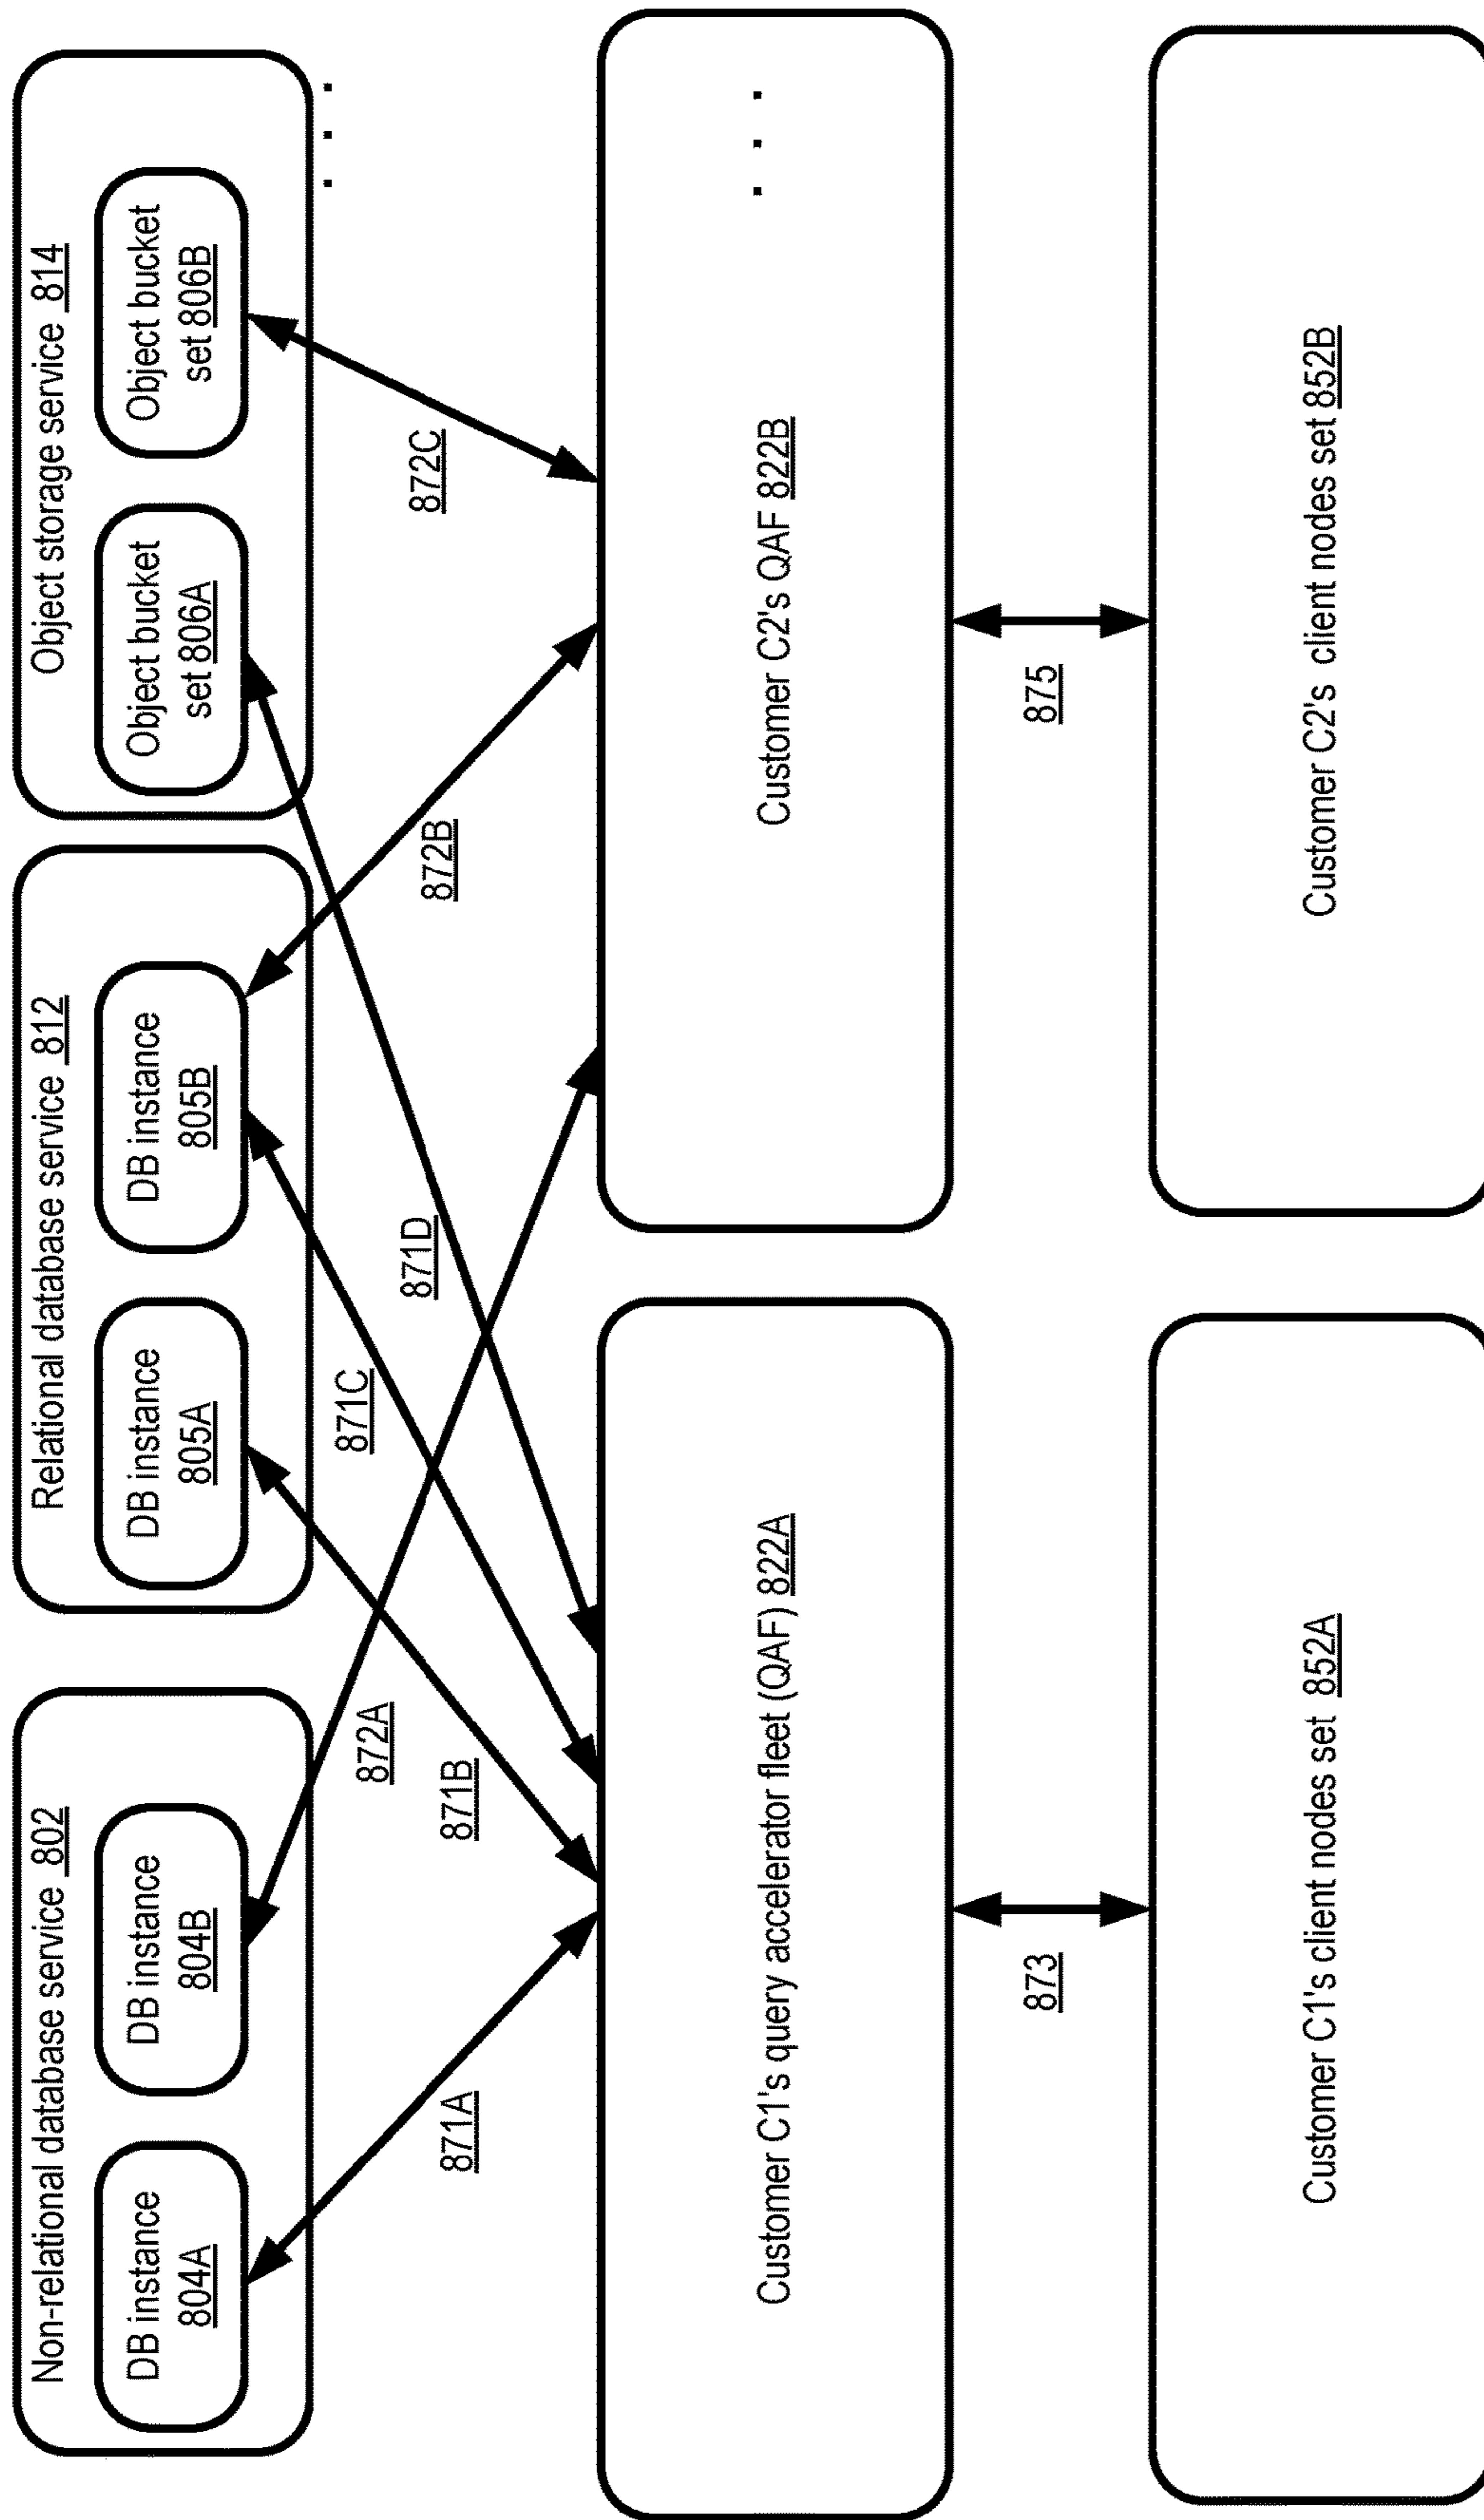 Non-relational database service 802
DB instance
804A
DB instance
804B
Relational database service 812
DB instance
805A
DB instance
805B
Object storage service 814
Object bucket
set 806A
Object bucket
set 806B
. . .
871A
871B
872A
871C
871D
872B
872C
Customer C1's query accelerator fleet (QAF) 822A
Customer C2's QAF 822B
. . .
873
875
Customer C1's client nodes set 852A
Customer C2's client nodes set 852B